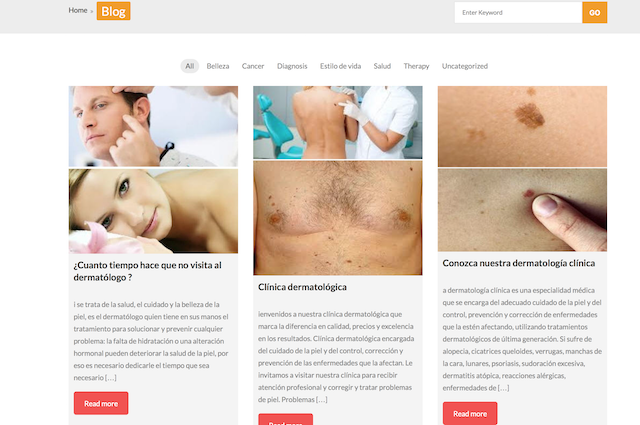 Home » Blog
Enter Keyword
GO
All Belleza Cancer Diagnosis Estilo de vida Salud Therapy Uncategorized
¿Cuanto tiempo hace que no visita al
dermatólogo ?
i se trata de la salud, el cuidado y la belleza de la
piel, es el dermatólogo quien tiene en sus manos el
tratamiento para solucionar y prevenir cualquier
problema: la falta de hidratación o una alteración
hormonal pueden deteriorar la salud de la piel, por
eso es necesario dedicarle el tiempo que sea
necesario […]
Read more
Clínica dermatológica
ienvenidos a nuestra clínica dermatológica que
marca la diferencia en calidad, precios y excelencia
en los resultados. Clínica dermatológica encargada
del cuidado de la piel y del control, corrección y
prevención de las enfermedades que la afectan. Le
invitamos a visitar nuestra clínica para recibir
atención profesional y corregir y tratar problemas
de piel. Problemas […]
Read more
Conozca nuestra dermatología clínica
a dermatología clínica es una especialidad médica
que se encarga del adecuado cuidado de la piel y del
control, prevención y corrección de enfermedades
que la estén afectando, utilizando tratamientos
dermatológicos de última generación. Si sufre de
alopecia, cicatrices queloides, verrugas, manchas de
la cara, lunares, psoriasis, sudoración excesiva,
dermatitis atópica, reacciones alérgicas,
enfermedades de […]
Read more